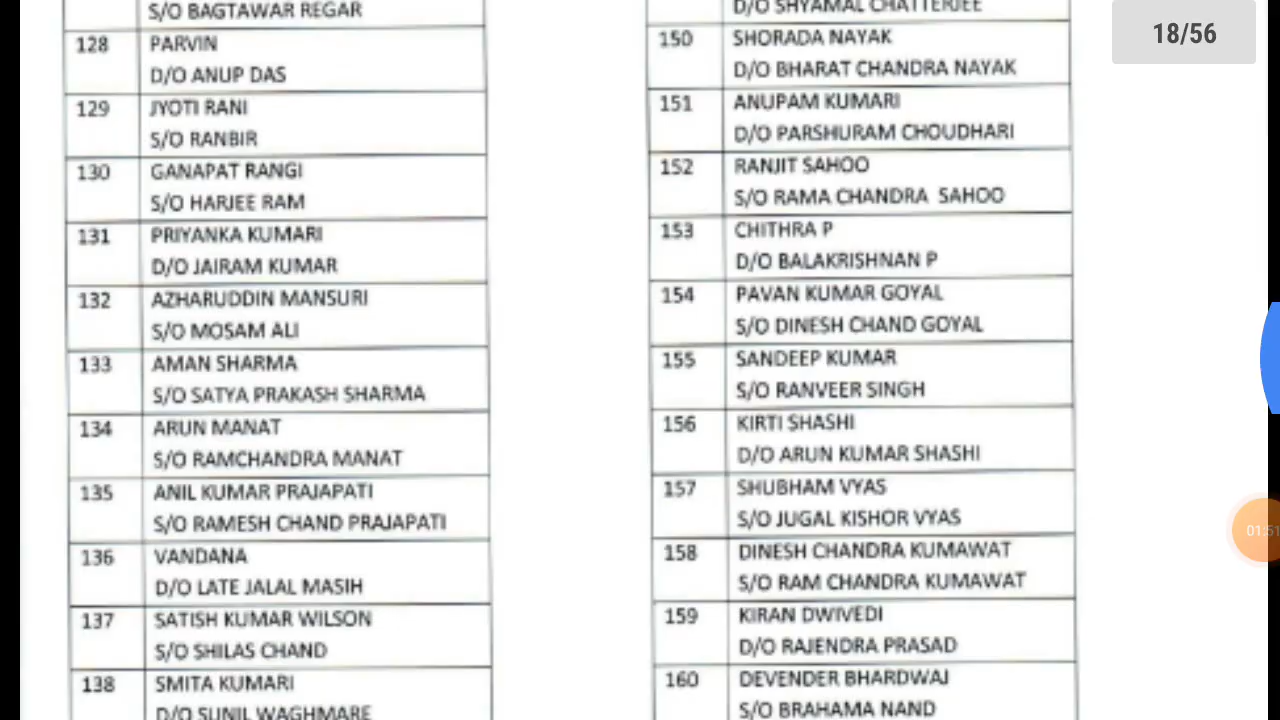 S/O BAGTAWAR REGAR
128 PARVIN
D/O ANUP DAS
129 JYOTI RANI
S/O RANBIR
130 GANAPAT RANGI
S/O HARJEE RAM
131 PRIYANKA KUMARI
D/O JAIRAM KUMAR
132 AZHARUDDIN MANSURI
S/O MOSAM ALI
133 AMAN SHARMA
S/O SATYA PRAKASH SHARMA
134 ARUN MANAT
S/O RAMCHANDRA MANAT
135 ANIL KUMAR PRAJAPATI
S/O RAMESH CHAND PRAJAPATI
136 VANDANA
D/O LATE JALAL MASIH
137 SATISH KUMAR WILSON
S/O SHILAS CHAND
138 SMITA KUMARI
D/O SUNIL WAGHMARE
D/O SHYAMAL CHATTERJEE
150 SHORADA NAYAK
D/O BHARAT CHANDRA NAYAK
151 ANUPAM KUMARI
D/O PARSHURAM CHOUDHARI
152 RANJIT SAHOO
S/O RAMA CHANDRA SAHOO
153 CHITHRA P
D/O BALAKRISHNAN P
154 PAVAN KUMAR GOYAL
S/O DINESH CHAND GOYAL
155 SANDEEP KUMAR
S/O RANVEER SINGH
156 KIRTI SHASHI
D/O ARUN KUMAR SHASHI
157 SHUBHAM VYAS
S/O JUGAL KISHOR VYAS
158 DINESH CHANDRA KUMAWAT
S/O RAM CHANDRA KUMAWAT
159 KIRAN DWIVEDI
D/O RAJENDRA PRASAD
160 DEVENDER BHARDWAJ
S/O BRAHAMA NAND
18/56
01:51